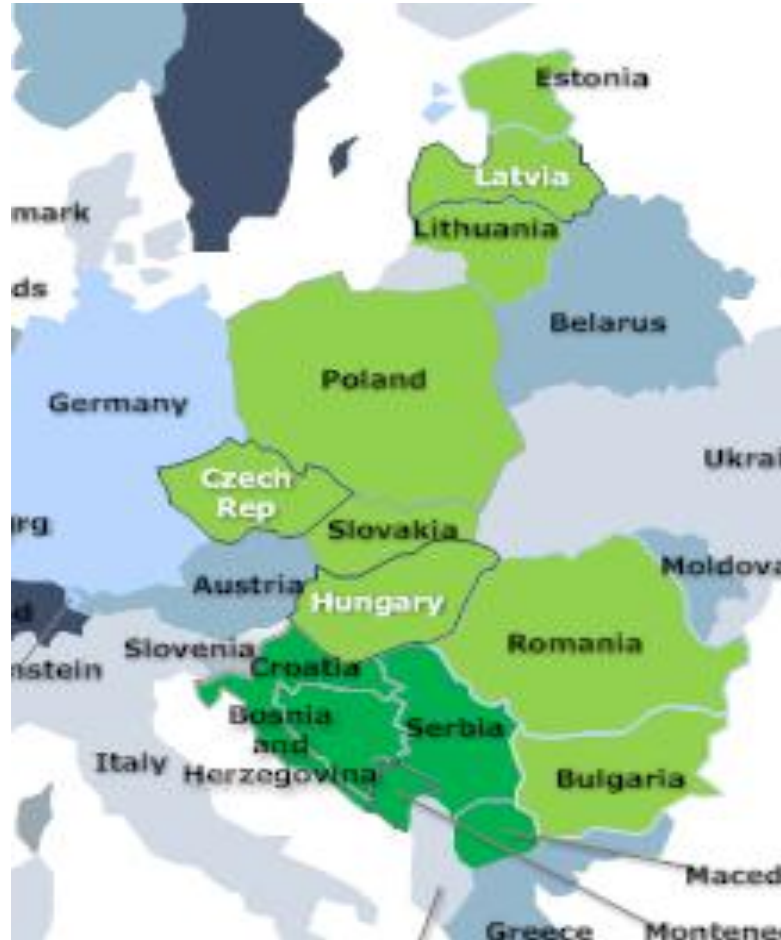 Estonia
Latvia
mark
Lithuania
ds
Belarus
Poland
Germany
Ukrai
Czech
Rep
rg
Slovakia
Moldova
Austria
Hungary
d
Slovenia
Romania
Croatia
nstein
Bosnia
and
Herzegovina
Serbia
Italy
Bulgaria
Maced
Greece
Montene